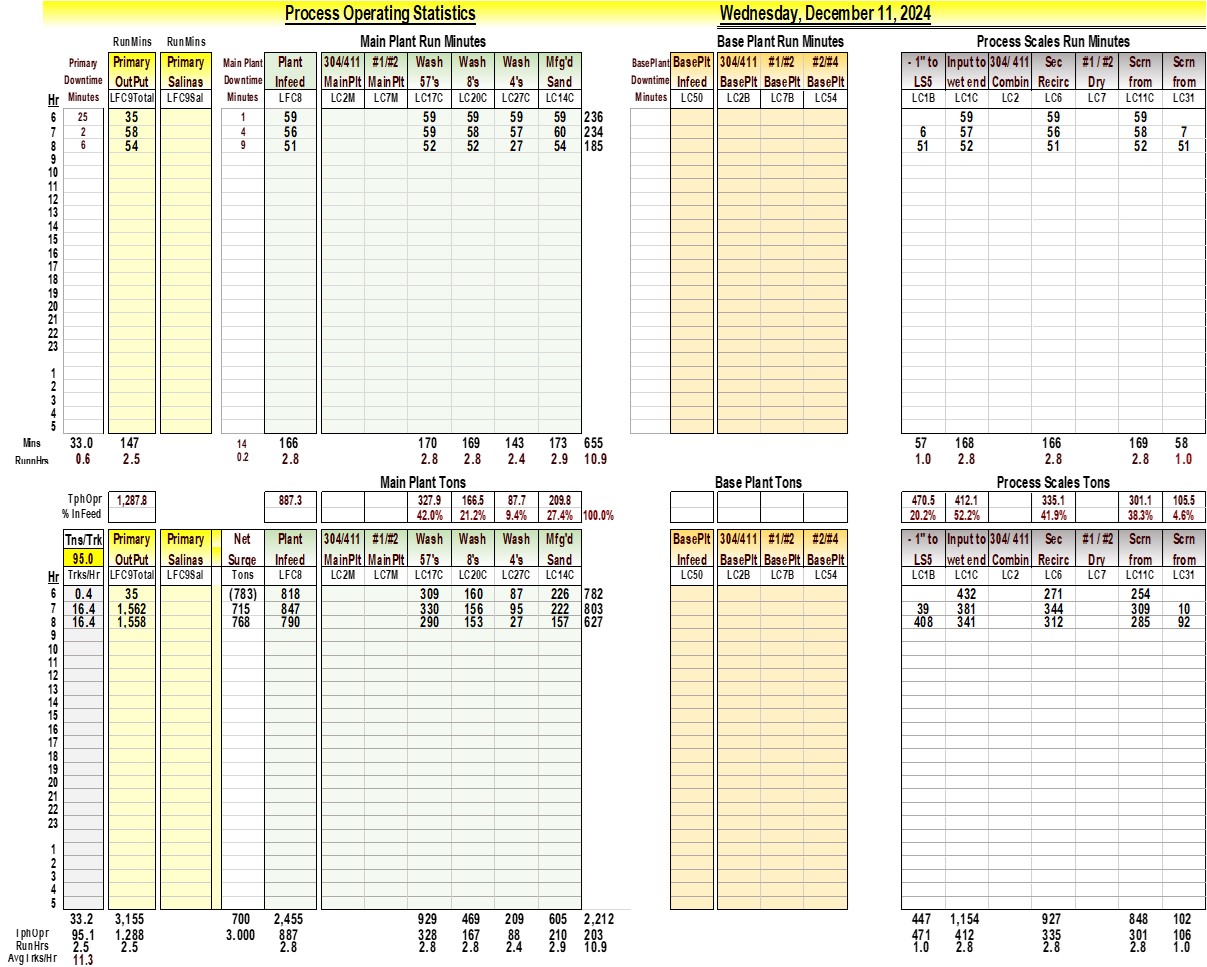 Process Operating Statistics Wednesday, December 11, 2024
RunMins RunMins Main Plant Run Minutes Base Plant Run Minutes Process Scales Run Minutes
Primary Primary Primary Main Plant Plant 304/411 #1/#2 Wash Wash Wash Mfg'd BasePlant BasePlt 304/411 #1/#2 #2/#4 - 1" to Input to 304/ 411 Sec #1 / #2 Scrn Scrn
Downtime OutPut Salinas Downtime Infeed MainPlt MainPlt 57's 8's 4's Sand Downtime Infeed BasePlt BasePlt BasePlt LS5 wet end Combin Recirc Dry from from
Hr Minutes LFC9Total LFC9Sal Minutes LFC8 LC2M LC7M LC17C LC20C LC27C LC14C Minutes LC50 LC2B LC7B LC54 LC1B LC1C LC2 LC6 LC7 LC11C LC31
6 25 35 1 59 59 59 59 59 236 59 59 59
7 2 58 4 56 59 58 57 60 234 6 57 56 58 7
8 6 54 9 51 52 52 27 54 185 51 52 51 52 51
9
10
11
12
13
14
15
16
17
18
19
20
21
22
23
1
2
3
4
5
Mins 33.0 147 14 166 170 169 143 173 655 57 168 166 169 58
RunnHrs 0.6 2.5 0.2 2.8 2.8 2.8 2.4 2.9 10.9 1.0 2.8 2.8 2.8 1.0
Main Plant Tons Base Plant Tons Process Scales Tons
TphOpr 1,287.8 887.3 327.9 166.5 87.7 209.8 470.5 412.1 335.1 301.1 105.5
% InFeed 42.0% 21.2% 9.4% 27.4% 100.0% 20.2% 52.2% 41.9% 38.3% 4.6%
Tns/Trk Primary Primary Net Plant 304/411 #1/#2 Wash Wash Wash Mfg'd BasePlt 304/411 #1/#2 #2/#4 - 1" to Input to 304/ 411 Sec #1 / #2 Scrn Scrn
95.0 OutPut Salinas Surge Infeed MainPlt MainPlt 57's 8's 4's Sand Infeed BasePlt BasePlt BasePlt LS5 wet end Combin Recirc Dry from from
Hr Trks/Hr LFC9Total LFC9Sal Tons LFC8 LC2M LC7M LC17C LC20C LC27C LC14C LC50 LC2B LC7B LC54 LC1B LC1C LC2 LC6 LC7 LC11C LC31
6 0.4 35 (783) 818 309 160 87 226 782 432 271 254
7 16.4 1,562 715 847 330 156 95 222 803 39 381 344 309 10
8 16.4 1,558 768 790 290 153 27 157 627 408 341 312 285 92
9
10
11
12
13
14
15
16
17
18
19
20
21
22
23
1
2
3
4
5
33.2 3,155 700 2,455 929 469 209 605 2,212 447 1,154 927 848 102
TphOpr 95.1 1,288 3.000 887 328 167 88 210 203 471 412 335 301 106
RunHrs 2.5 2.5 2.8 2.8 2.8 2.4 2.9 10.9 1.0 2.8 2.8 2.8 1.0
AvgTrks/Hr 11.3